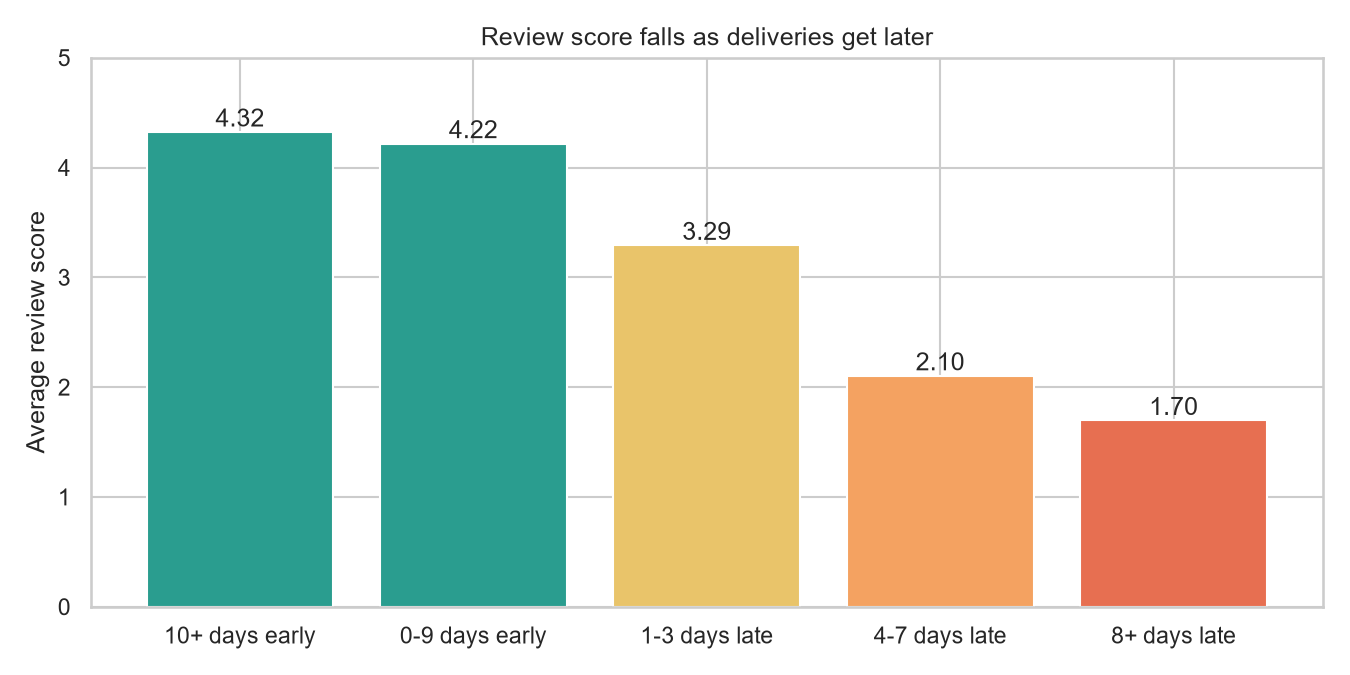 Review score falls as deliveries get later
Average review score
5
4
3
2
1
0
4.32
4.22
3.29
2.10
1.70
10+ days early
0-9 days early
1-3 days late
4-7 days late
8+ days late